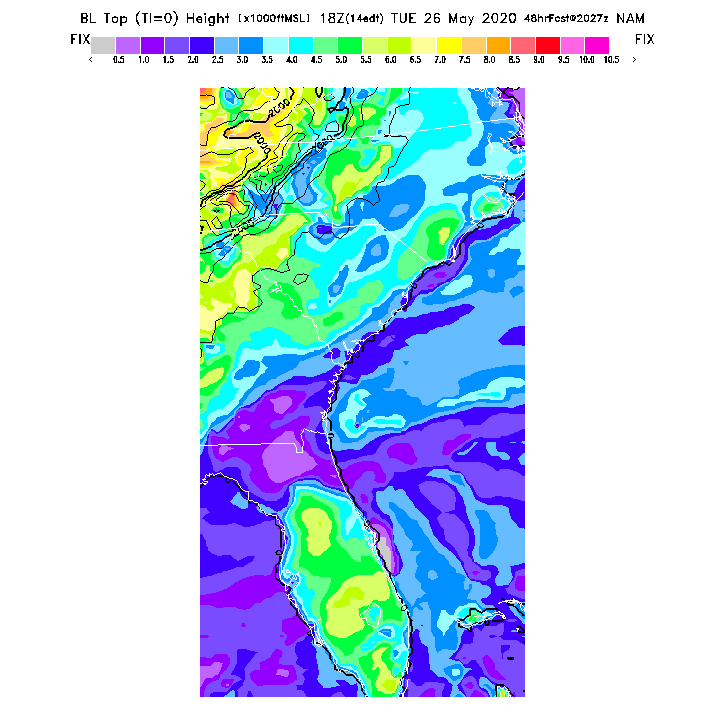 BL Top (TI=0) Height [x1000ftMSL] 18Z(14edt) TUE 26 May 2020 48hrFcst@2027z NAM
FIX FIX
< 0.5 1.0 1.5 2.0 2.5 3.0 3.5 4.0 4.5 5.0 5.5 6.0 6.5 7.0 7.5 8.0 8.5 9.0 9.5 10.0 10.5 >
2000
2000